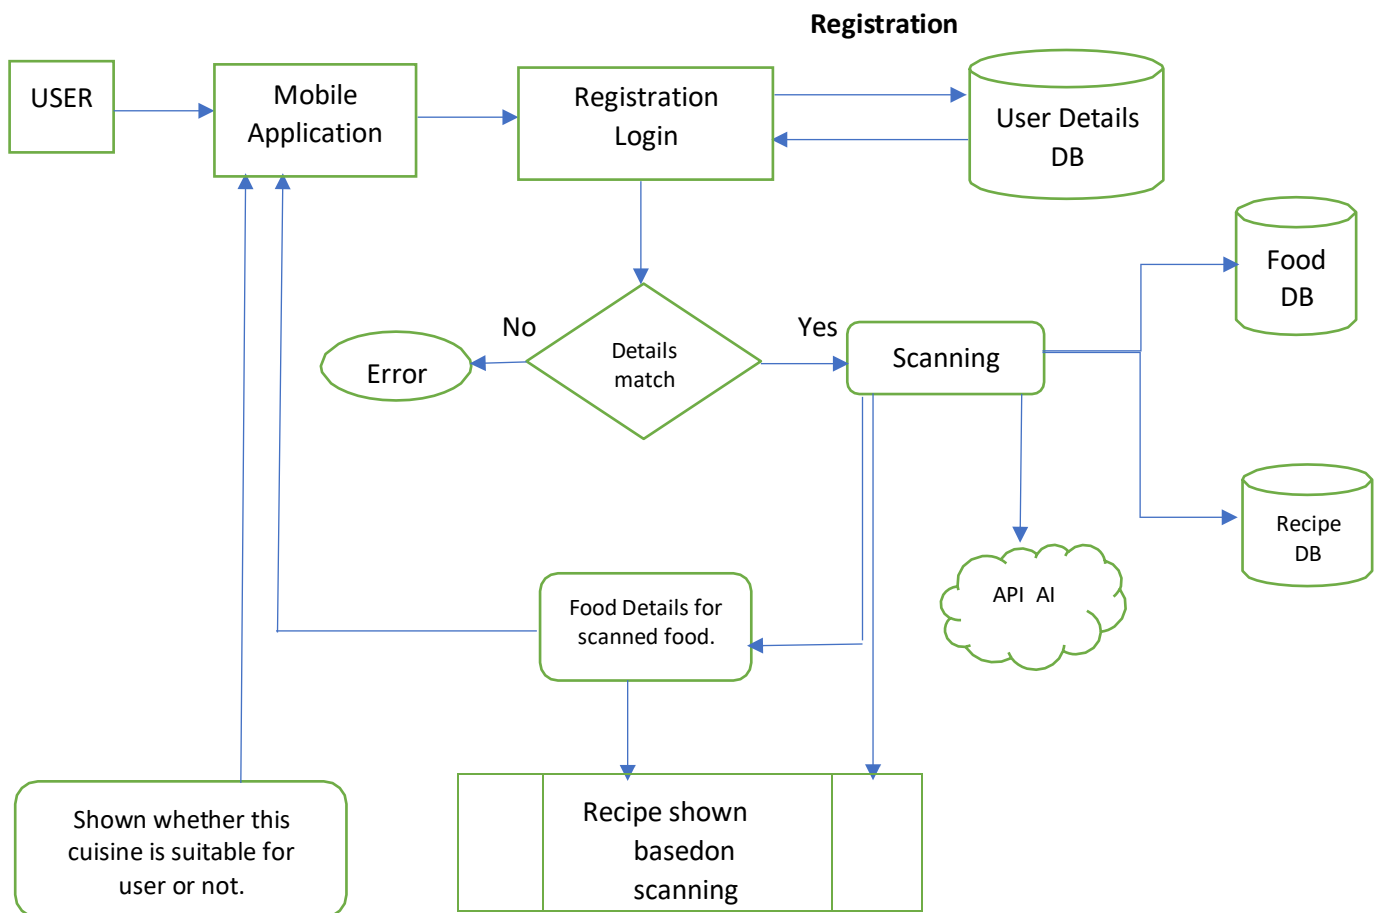 Registration
USER
Mobile
Application
Registration
Login
User Details
DB
Food
DB
No
Yes
Error
Details
match
Scanning
Recipe
DB
API AI
Food Details for
scanned food.
Shown whether this
cuisine is suitable for
user or not.
Recipe shown
basedon
scanning